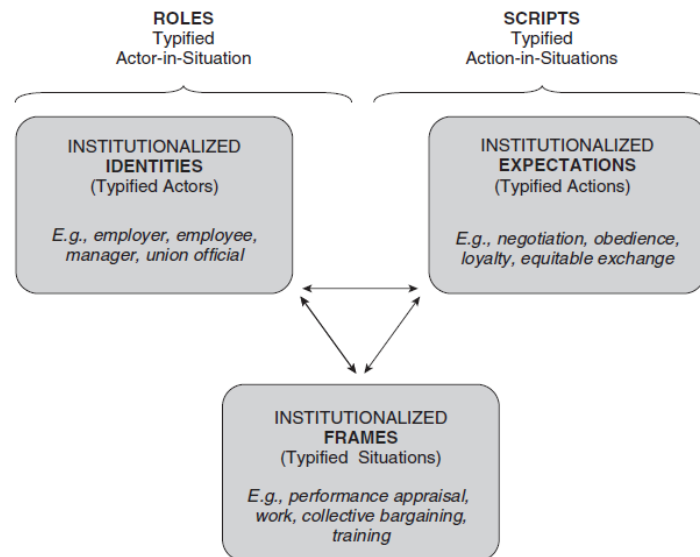 ROLES
Typified
Actor-in-Situation
SCRIPTS
Typified
Action-in-Situations
INSTITUTIONALIZED
IDENTITIES
(Typified Actors)
E.g., employer, employee,
manager, union official
INSTITUTIONALIZED
EXPECTATIONS
(Typified Actions)
E.g., negotiation, obedience,
loyalty, equitable exchange
INSTITUTIONALIZED
FRAMES
(Typified Situations)
E.g., performance appraisal,
work, collective bargaining,
training